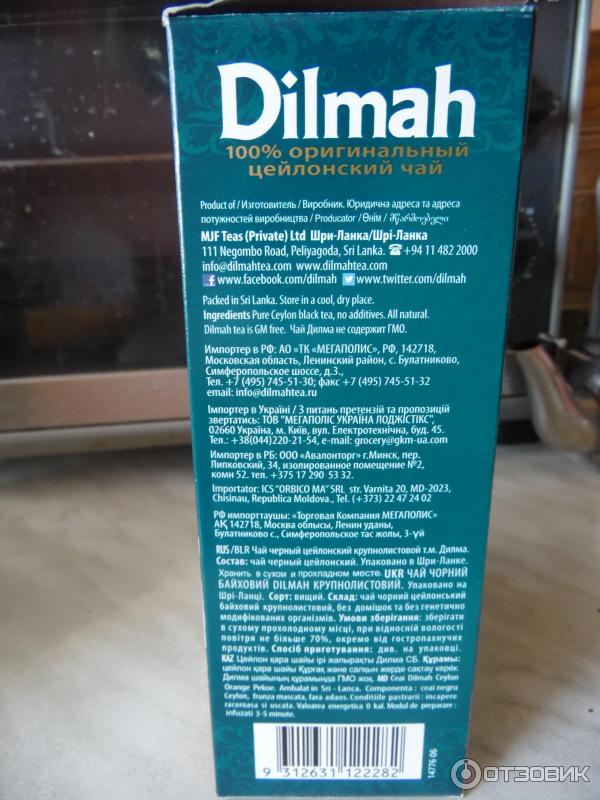 Dilmah
100% оригинальный
цейлонский чай
Product of / Изготовитель / Виробник. Юридична адреса та адреса
потужностей виробництва / Producator / Өнім / მწარმოებელი
MJF Teas (Private) Ltd Шри-Ланка/Шрі-Ланка
111 Negombo Road, Peliyagoda, Sri Lanka. ☎+94 11 482 2000
info@dilmahtea.com www.dilmahtea.com
www.facebook.com/dilmah www.twitter.com/dilmah
Packed in Sri Lanka. Store in a cool, dry place.
Ingredients Pure Ceylon black tea, no additives. All natural.
Dilmah tea is GM free. Чай Дилма не содержит ГМО.
Импортер в РФ: АО «ТК «МЕГАПОЛИС», РФ, 142718,
Московская область, Ленинский район, с. Булатниково,
Симферопольское шоссе, д.3.,
Тел. +7 (495) 745-51-30; факс +7 (495) 745-51-32
email: info@dilmahtea.ru
Імпортер в Україні / З питань претензій та пропозицій
звертатись: ТОВ "МЕГАПОЛІС УКРАЇНА ЛОДЖІСТІКС",
02660 Україна, м. Київ, вул. Електротехнічна, буд. 45.
Тел.: +38(044)220-21-54, e-mail: grocery@gkm-ua.com
Импортер в РБ: ООО «Авалонторг» г.Минск, пер.
Липковский, 34, изолированное помещение №2,
комн 52. тел. +375 17 290 53 32.
Importator: ICS "ORBICO MA" SRL str. Varnita 20, MD-2023,
Chisinau, Republica Moldova., Tel. (+373) 22 47 24 02
РФ импорттаушы: «Торговая Компания МЕГАПОЛИС»
АҚ 142718, Москва облысы, Ленин уданы,
Булатниково с., Симферопольское тас жолы, 3-үй
RUS/BLR Чай черный цейлонский крупнолистовой т.м. Дилма.
Состав: чай черный цейлонский. Упаковано в Шри-Ланке.
Хранить в сухом и прохладном месте. UKR ЧАЙ ЧОРНИЙ
БАЙХОВИЙ DILMAH КРУПНОЛИСТОВИЙ. Упаковано на
Шрі-Ланці. Сорт: вищий. Склад: чай чорний цейлонський
байховий крупнолистовий, без домішок та без генетично
модифікованих організмів. Умови зберігання: зберігати
в сухому прохолодному місці, при відносній вологості
повітря не більше 70%, окремо від гостропахучих
продуктів. Спосіб приготування: див. на упаковці.
KAZ Цейлон қара шайы ірі жапырақты Дилма СБ. Құрамы:
цейлон қара шайы Құрғақ және салқын жерде сақтау керек.
Дилма шайының құрамында ГМО жоқ. MD Ceai Dilmah Ceylon
Orange Pekoe. Ambalat in Sri - Lanca. Componenta : ceai negru
Ceylon, frunza mascata, fara adaos. Conditiile pastrarii : incapere
racoroasa si uscata. Valoarea energetica 0 kal. Modul de preparare :
infuzati 3-5 minute.
9 312631 122282
14776 06
ОТЗОВИК